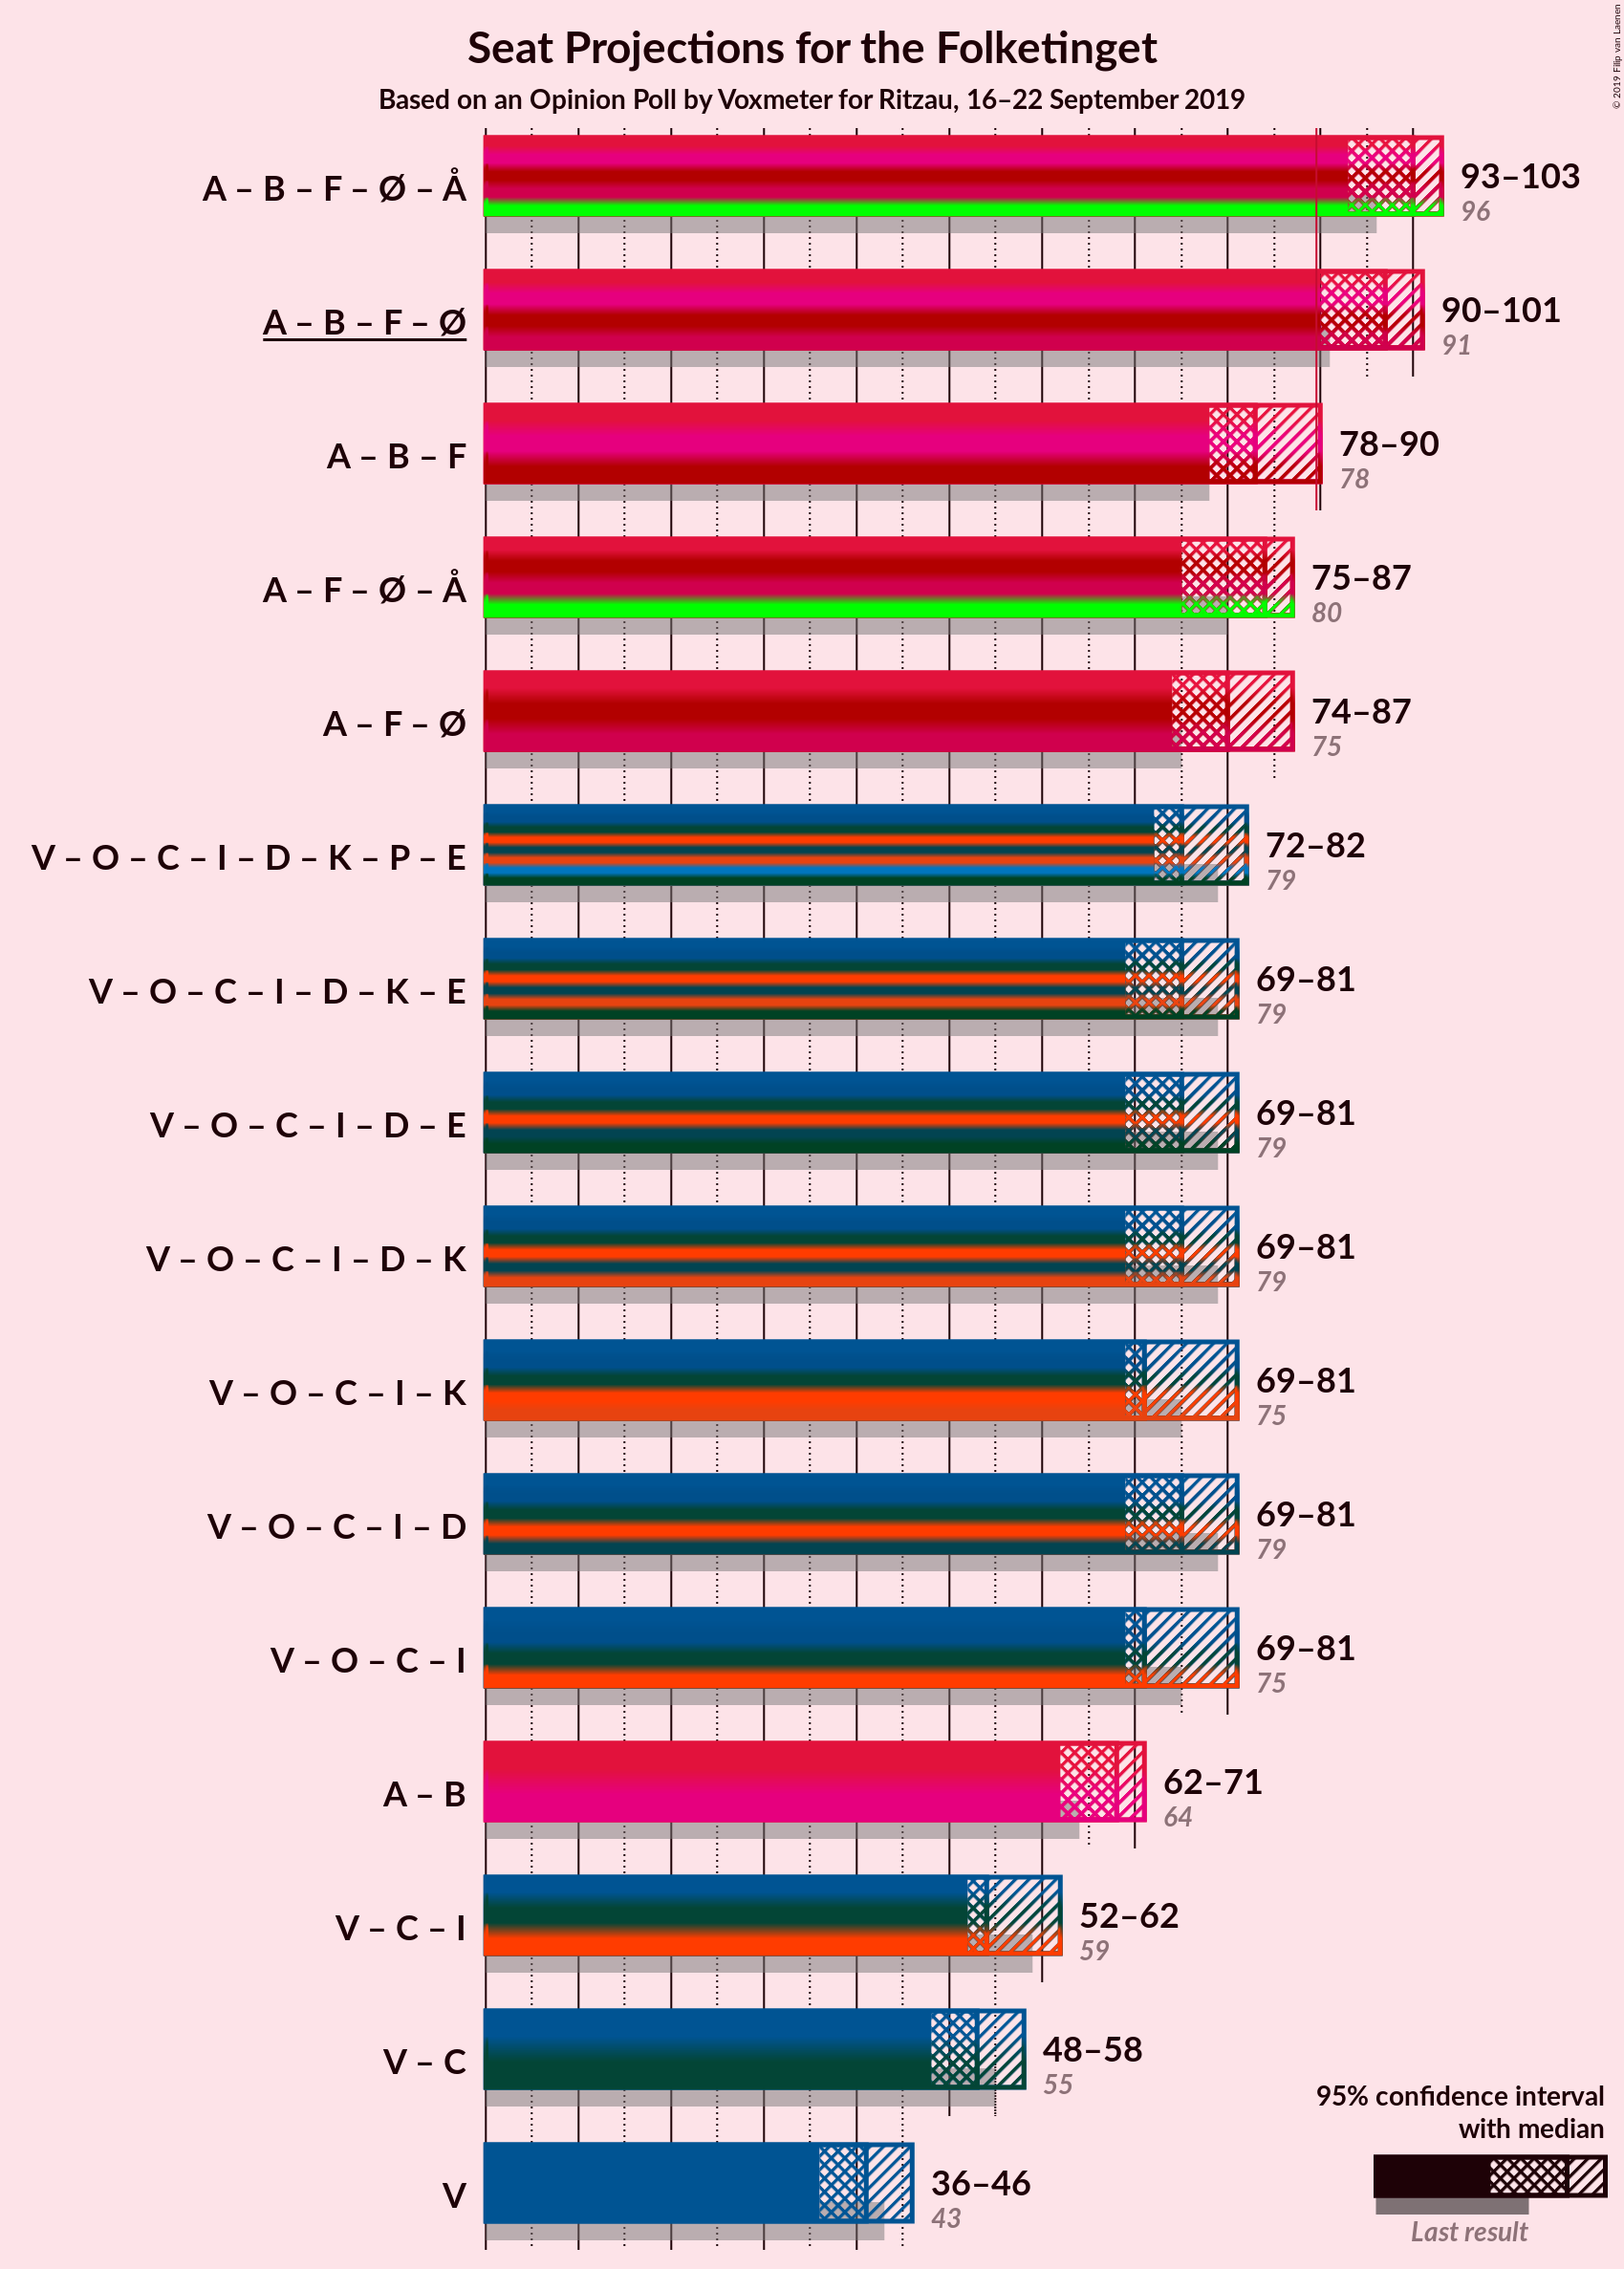 © 2019 Filip van Laenen
Seat Projections for the Folketinget
Based on an Opinion Poll by Voxmeter for Ritzau, 16–22 September 2019
A – B – F – Ø – Å
93–103
96
A – B – F – Ø
90–101
91
A – B – F
78–90
78
A – F – Ø – Å
75–87
80
A – F – Ø
74–87
75
V – O – C – I – D – K – P – E
72–82
79
V – O – C – I – D – K – E
69–81
79
V – O – C – I – D – E
69–81
79
V – O – C – I – D – K
69–81
79
V – O – C – I – K
69–81
75
V – O – C – I – D
69–81
79
V – O – C – I
69–81
75
A – B
62–71
64
V – C – I
52–62
59
V – C
48–58
55
V
36–46
43
95% confidence interval
with median
Last result